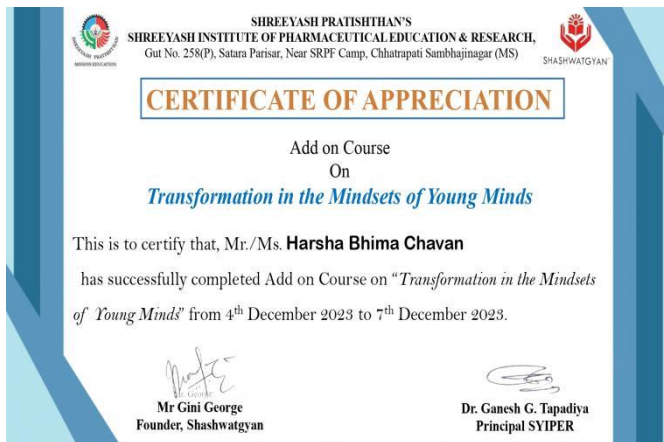 SHREEYASH PRATISHTHAN'S
SHREEYASH INSTITUTE OF PHARMACEUTICAL EDUCATION & RESEARCH,
Gut No. 258(P), Satara Parisar, Near SRPF Camp, Chhatrapati Sambhajinagar (MS)
SHREEYASH PRATISHTHAN
MISSION EDUCATION
SHASHWATGYAN
CERTIFICATE OF APPRECIATION
Add on Course
On
Transformation in the Mindsets of Young Minds
This is to certify that, Mr./Ms. Harsha Bhima Chavan
has successfully completed Add on Course on "Transformation in the Mindsets
of Young Minds" from 4th December 2023 to 7th December 2023.
Mr Gini George
Founder, Shashwatgyan
Dr. Ganesh G. Tapadiya
Principal SYIPER